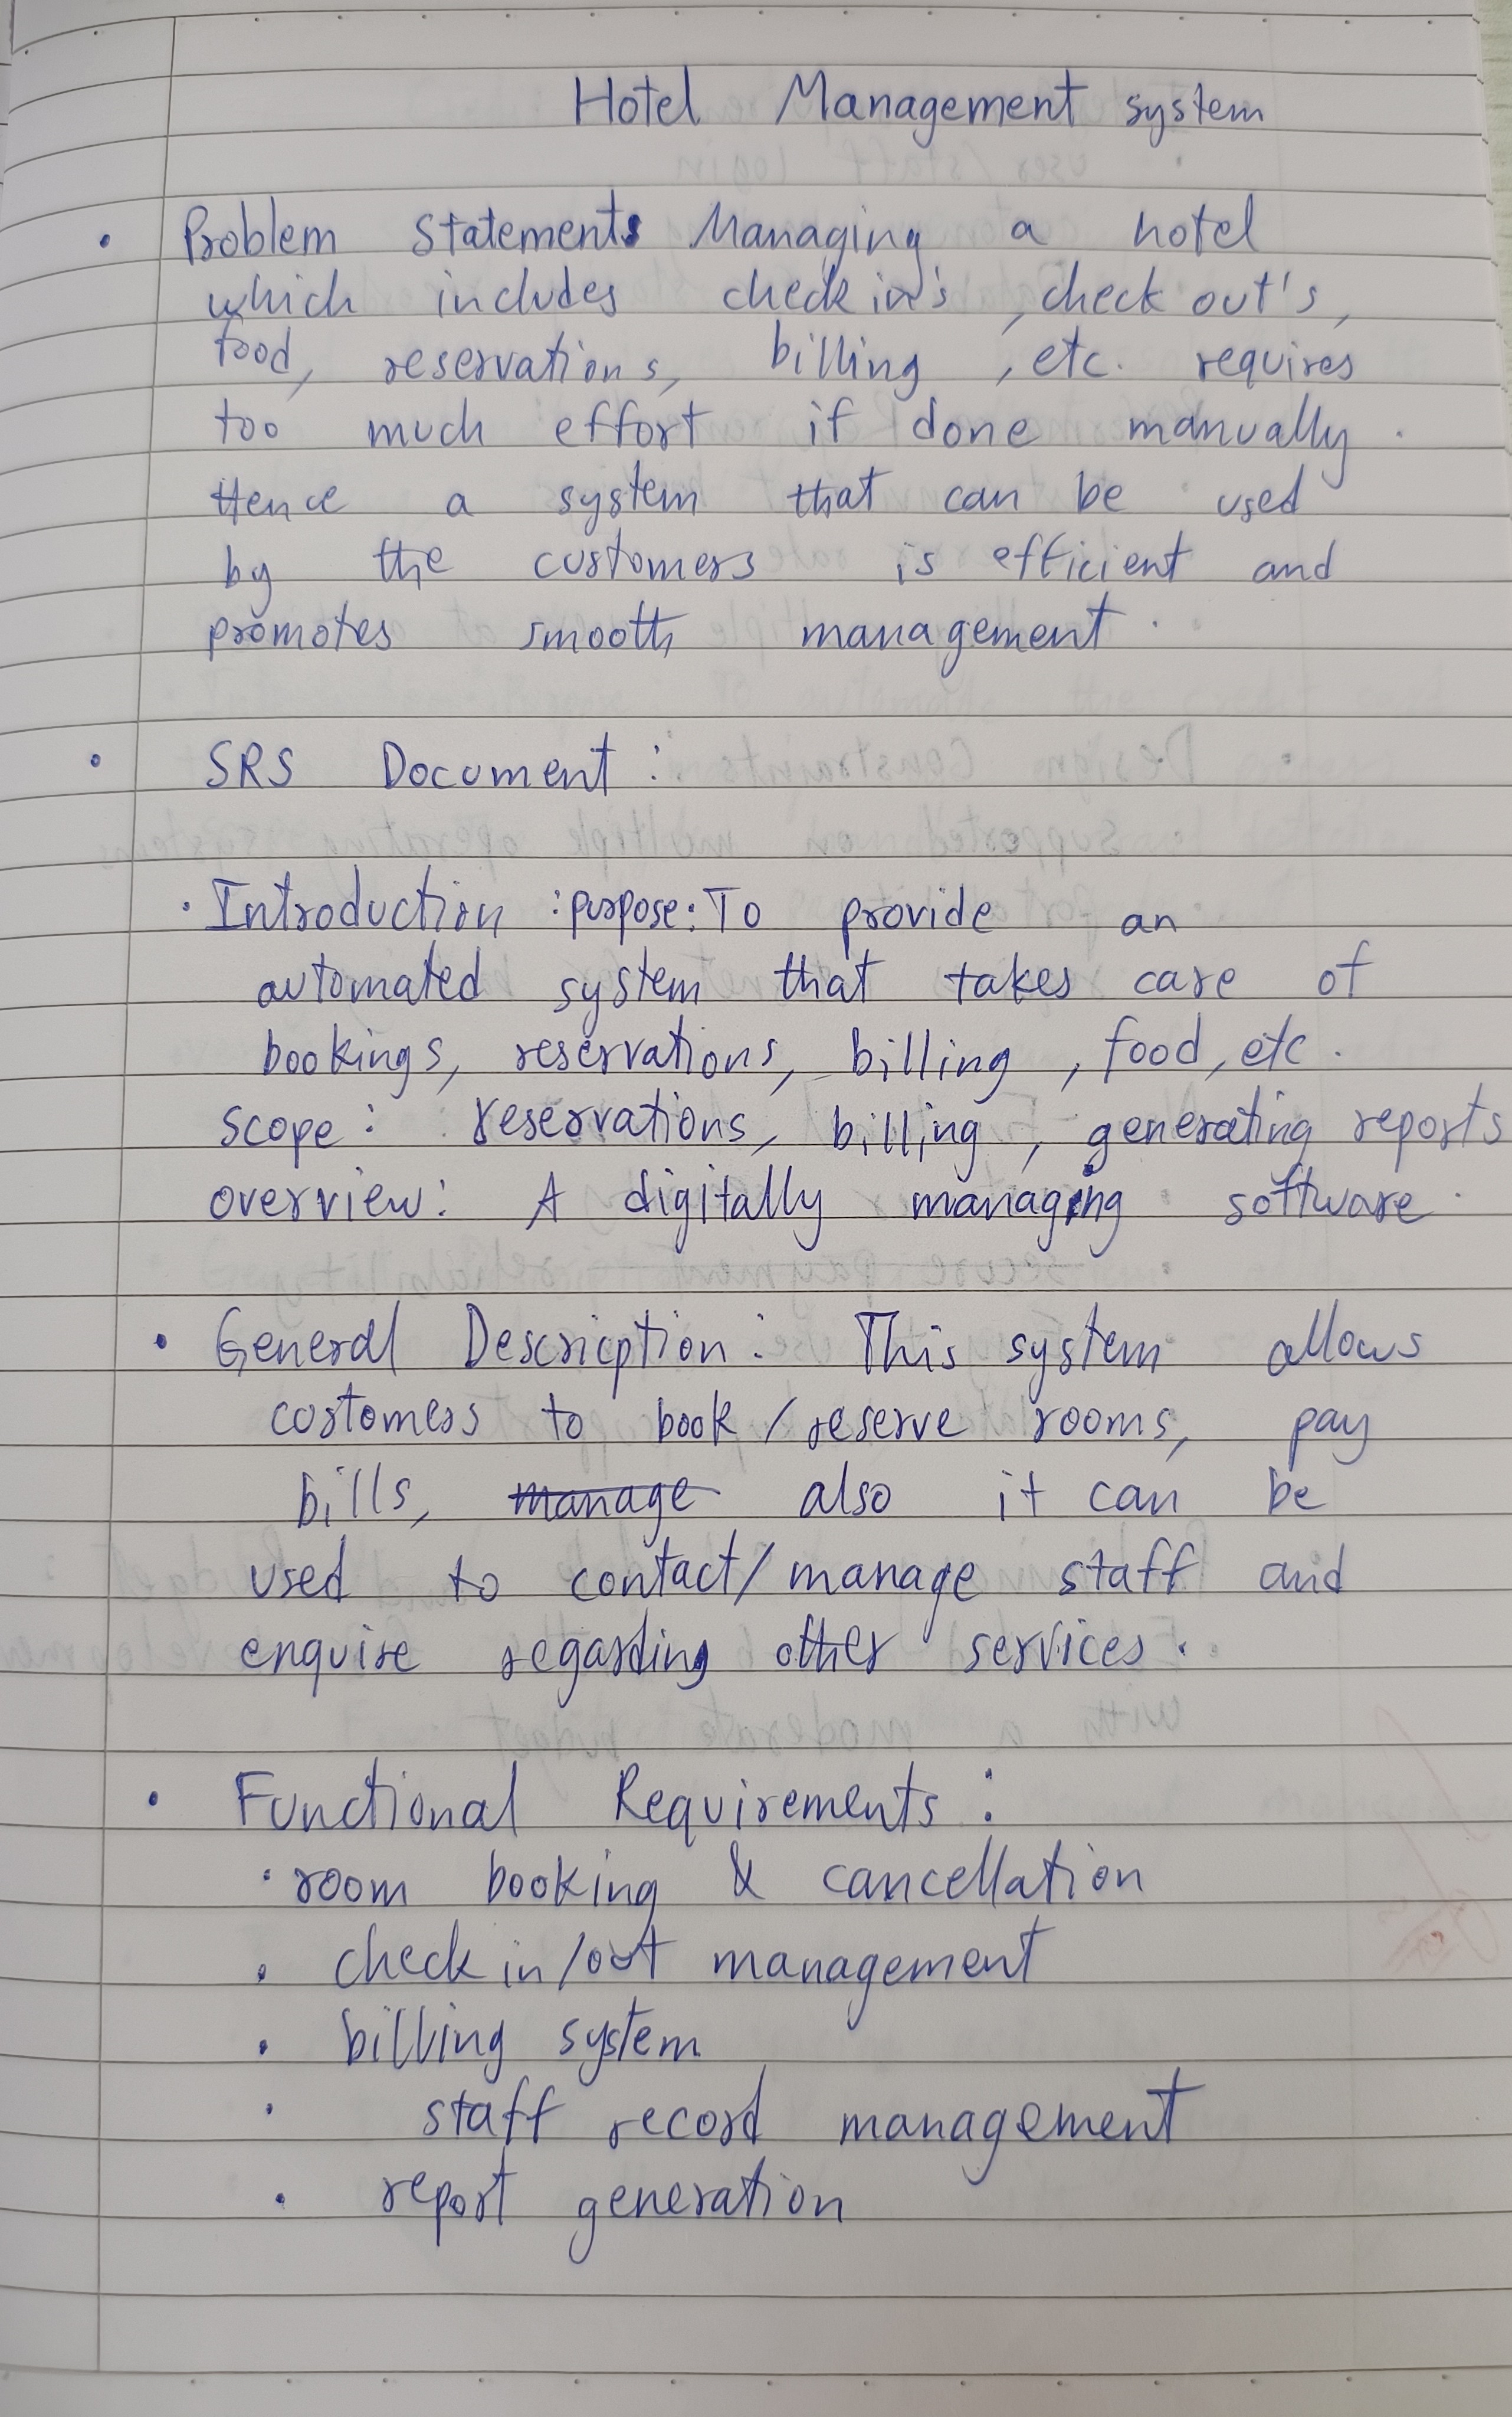 Hotel Management system
• Problem Statements Managing a hotel
which includes check in's, check out's,
food, reservations, billing, etc. requires
too much effort if done manually.
Hence a system that can be used
by the customers is efficient and
promotes smooth management.
• SRS Document:
• Introduction: purpose: To provide an
automated system that takes care of
bookings, reservations, billing, food, etc.
scope: reservations, billing, generating reports
overview: A digitally managing software.
• General Descricption: This system allows
costomers to book/reserve rooms, pay
bills, manage also it can be
used to contact/manage staff and
enquire regarding other services.
• Functional Requirements:
• room booking & cancellation
• check in/out management
• billing system
• staff record management
• report generation